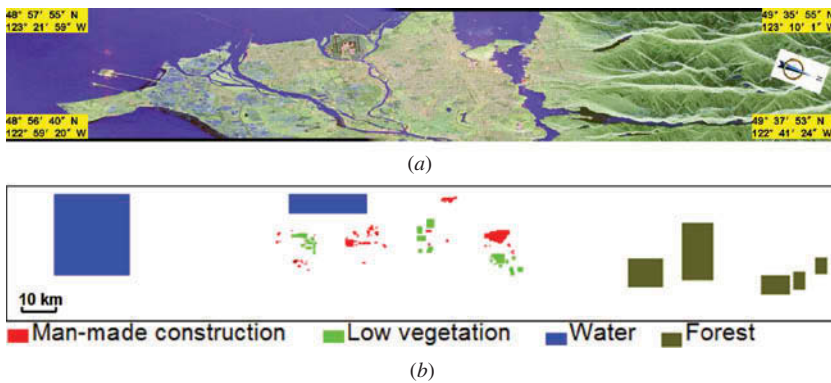 48° 57′ 55″ N
123° 21′ 59″ W
49° 35′ 55″ N
123° 10′ 1″ W
48° 56′ 40″ N
122° 59′ 20″ W
49° 37′ 53″ N
122° 41′ 24″ W
N
(a)
10 km
Man-made construction Low vegetation Water Forest
(b)